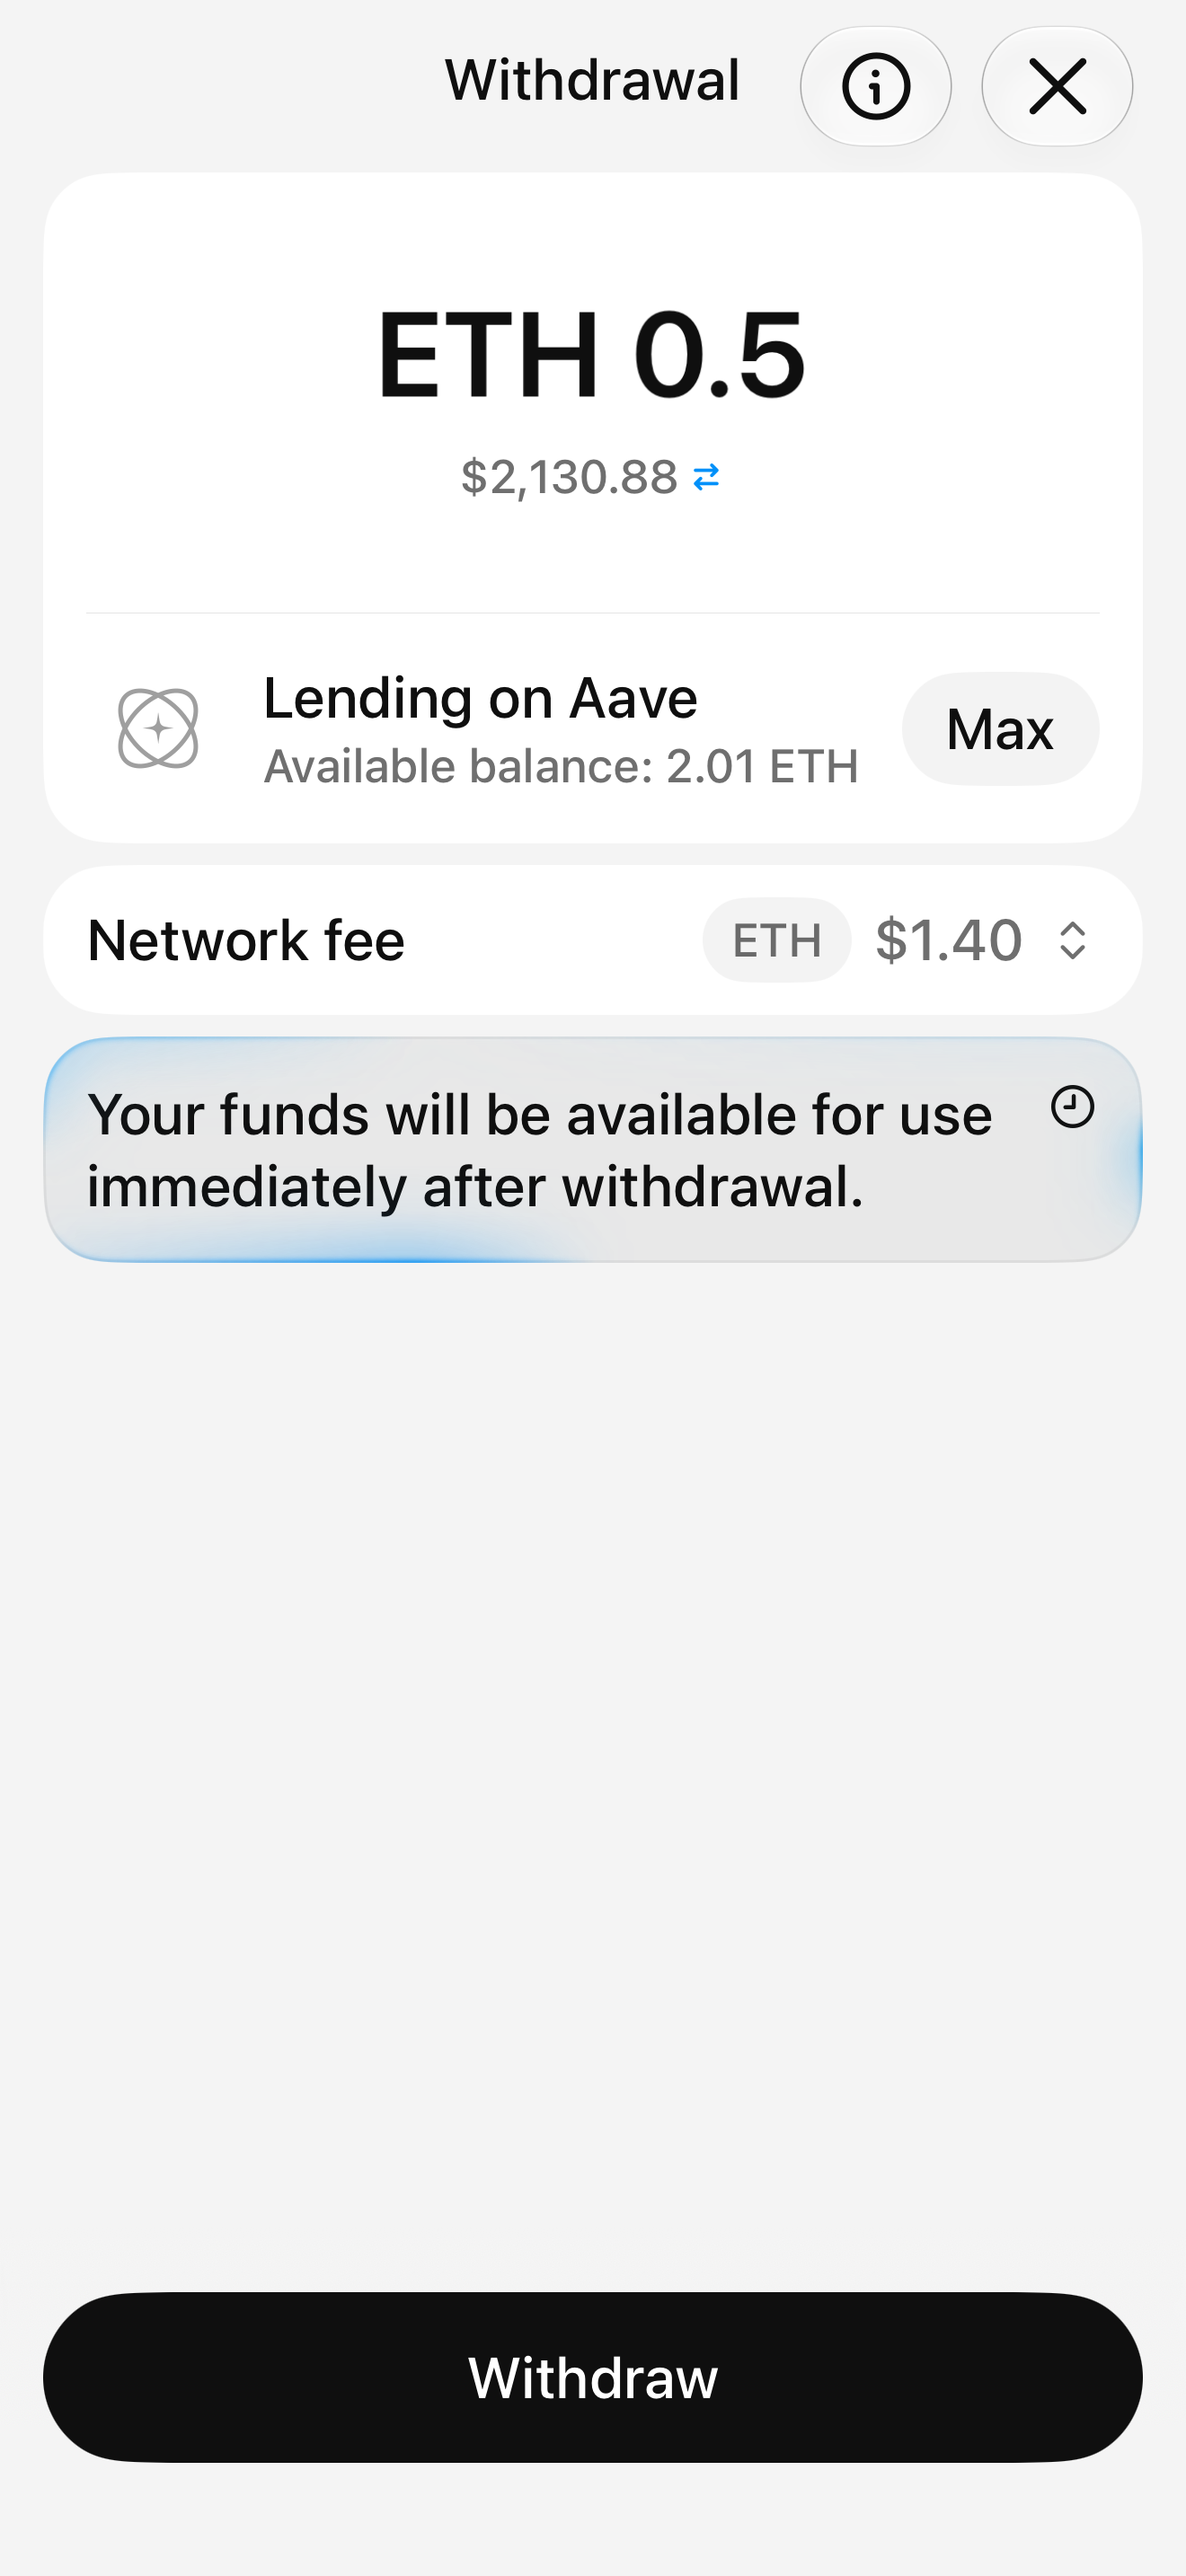 Withdrawal
ETH 0.5
$2,130.88
Lending on Aave
Available balance: 2.01 ETH
Max
Network fee
ETH
$1.40
Your funds will be available for use
immediately after withdrawal.
Withdraw